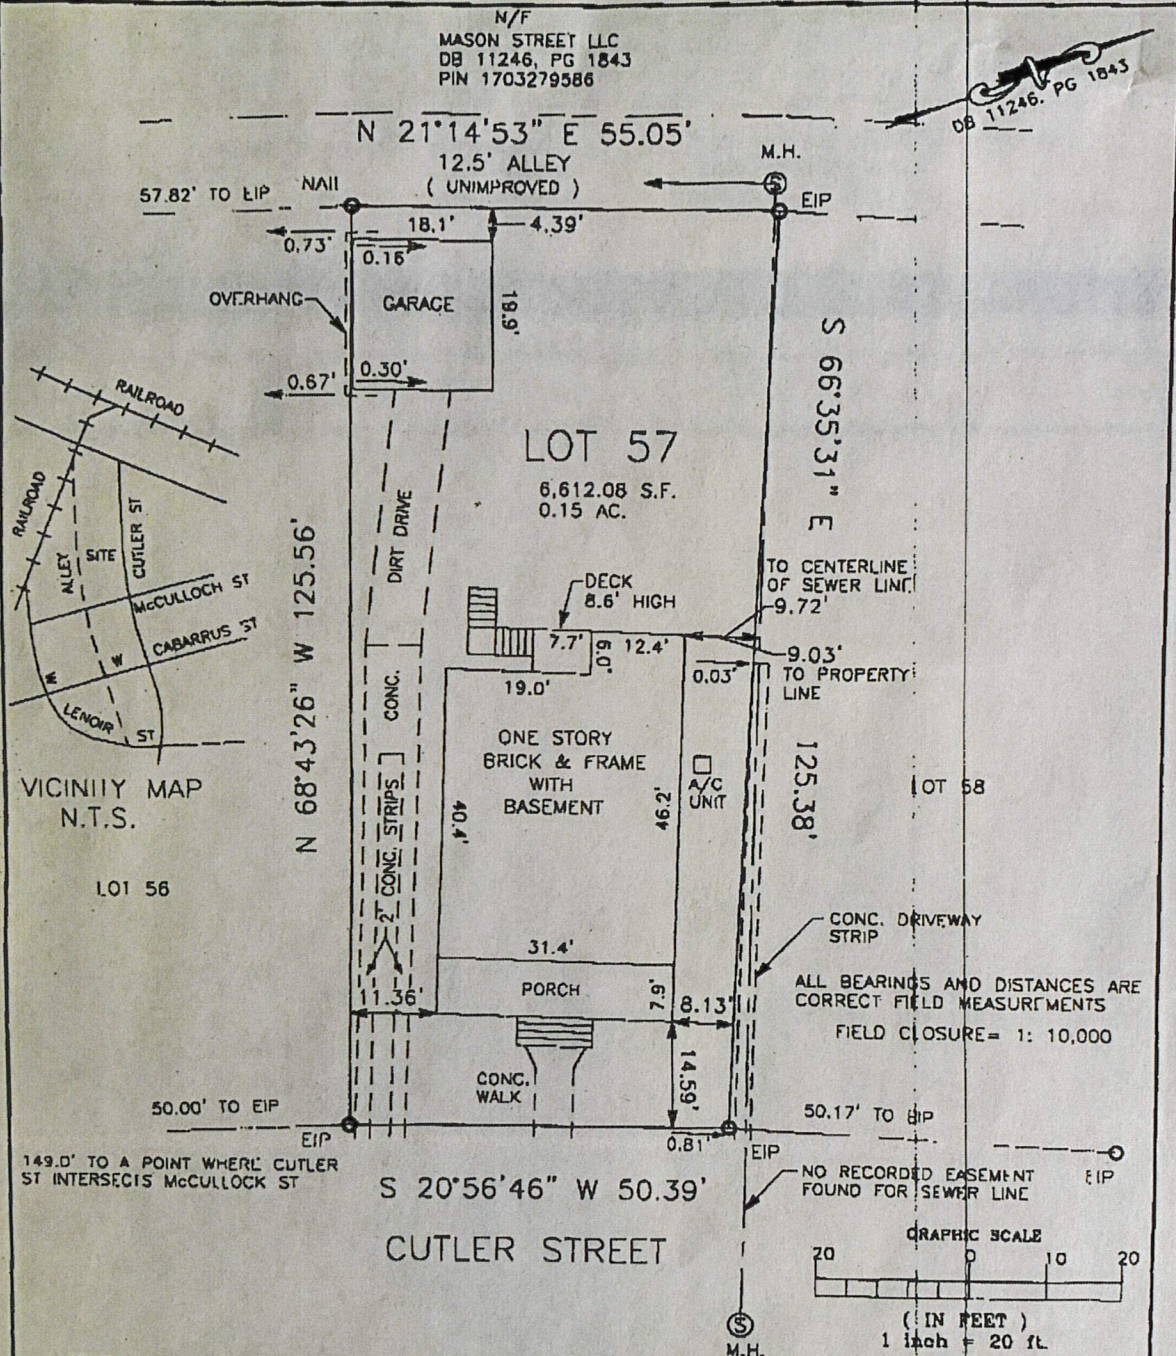 N/F
MASON STREET LLC
DB 11246, PG 1843
PIN 1703279586
DB 11246, PG 1843
N 21°14'53" E 55.05'
12.5' ALLEY
( UNIMPROVED )
M.H.
S
57.82' TO EIP
NAIl
EIP
18.1'
4.39'
0.73'
0.16'
OVERHANG
GARAGE
19.9'
0.67'
0.30'
S 66°35'31" E 125.38'
RAILROAD
RAILROAD
ALLEY
SITE
CUTLER ST
McCULLOCH ST
CABARRUS ST
W
W
LENOIR ST
VICINITY MAP
N.T.S.
LOT 57
6,612.08 S.F.
0.15 AC.
N 68°43'26" W 125.56'
DIRT DRIVE
DECK
8.6' HIGH
TO CENTERLINE
OF SEWER LINE
9.72'
7.7'
6.0'
12.4'
9.03'
TO PROPERTY
LINE
0.03'
19.0'
CONC.
ONE STORY
BRICK & FRAME
WITH
BASEMENT
A/C
UNIT
40.4'
46.2'
2' CONC. STRIPS
LOT 58
LOT 56
CONC. DRIVEWAY
STRIP
31.4'
PORCH
7.9'
11.36'
8.13'
ALL BEARINGS AND DISTANCES ARE
CORRECT FIELD MEASUREMENTS
FIELD CLOSURE= 1: 10,000
CONC.
WALK
14.59'
50.00' TO EIP
50.17' TO EIP
EIP
0.81'
EIP
EIP
149.0' TO A POINT WHERE CUTLER
ST INTERSECTS McCULLOCK ST
S 20°56'46" W 50.39'
NO RECORDED EASEMENT
FOUND FOR SEWER LINE
CUTLER STREET
GRAPHIC SCALE
20 0 10 20
( IN FEET )
1 inch = 20 ft.
S
M.H.